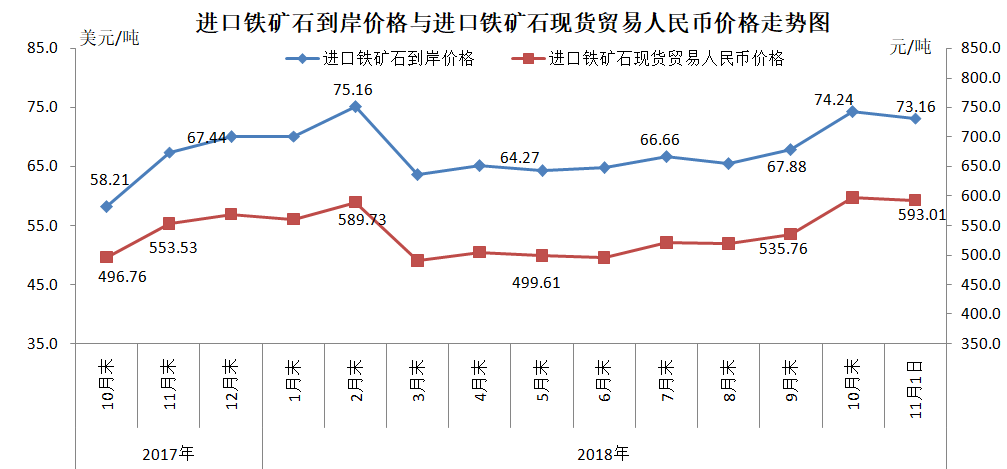 进口铁矿石到岸价格与进口铁矿石现货贸易人民币价格走势图
美元/吨
元/吨
进口铁矿石到岸价格
进口铁矿石现货贸易人民币价格
85.0
75.0
65.0
55.0
45.0
35.0
850.0
800.0
750.0
700.0
650.0
600.0
550.0
500.0
450.0
400.0
350.0
58.21
67.44
75.16
64.27
66.66
67.88
74.24
73.16
496.76
553.53
589.73
499.61
535.76
593.01
10月末
11月末
12月末
1月末
2月末
3月末
4月末
5月末
6月末
7月末
8月末
9月末
10月末
11月1日
2017年
2018年